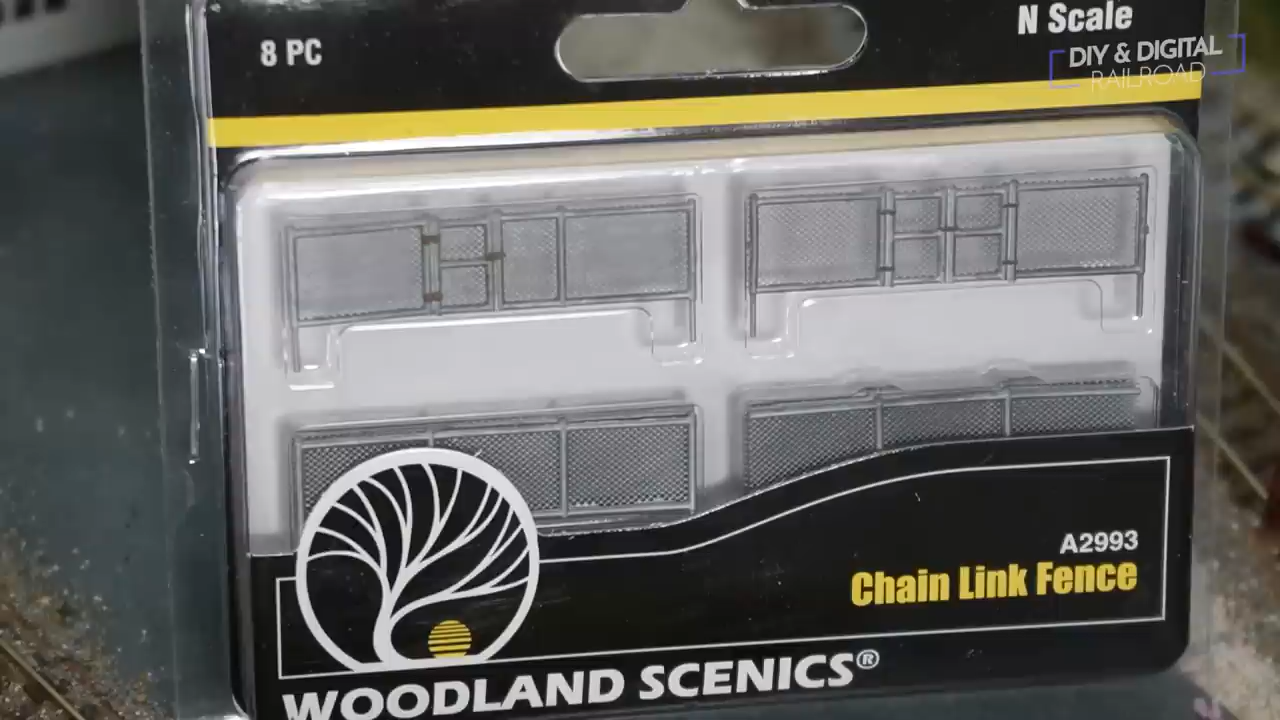 8 PC
N Scale
DIY & DIGITAL
RAILROAD
A2993
Chain Link Fence
WOODLAND SCENICS®